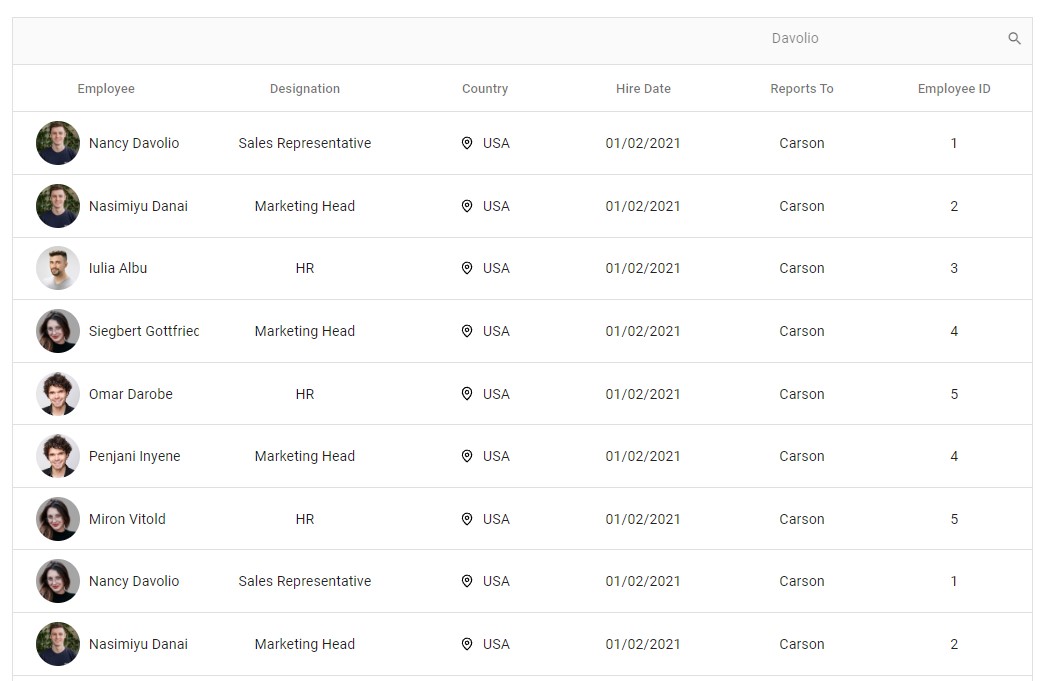 Davolio
Employee Designation Country Hire Date Reports To Employee ID
Nancy Davolio Sales Representative USA 01/02/2021 Carson 1
Nasimiyu Danai Marketing Head USA 01/02/2021 Carson 2
Iulia Albu HR USA 01/02/2021 Carson 3
Siegbert Gottfried Marketing Head USA 01/02/2021 Carson 4
Omar Darobe HR USA 01/02/2021 Carson 5
Penjani Inyene Marketing Head USA 01/02/2021 Carson 4
Miron Vitold HR USA 01/02/2021 Carson 5
Nancy Davolio Sales Representative USA 01/02/2021 Carson 1
Nasimiyu Danai Marketing Head USA 01/02/2021 Carson 2